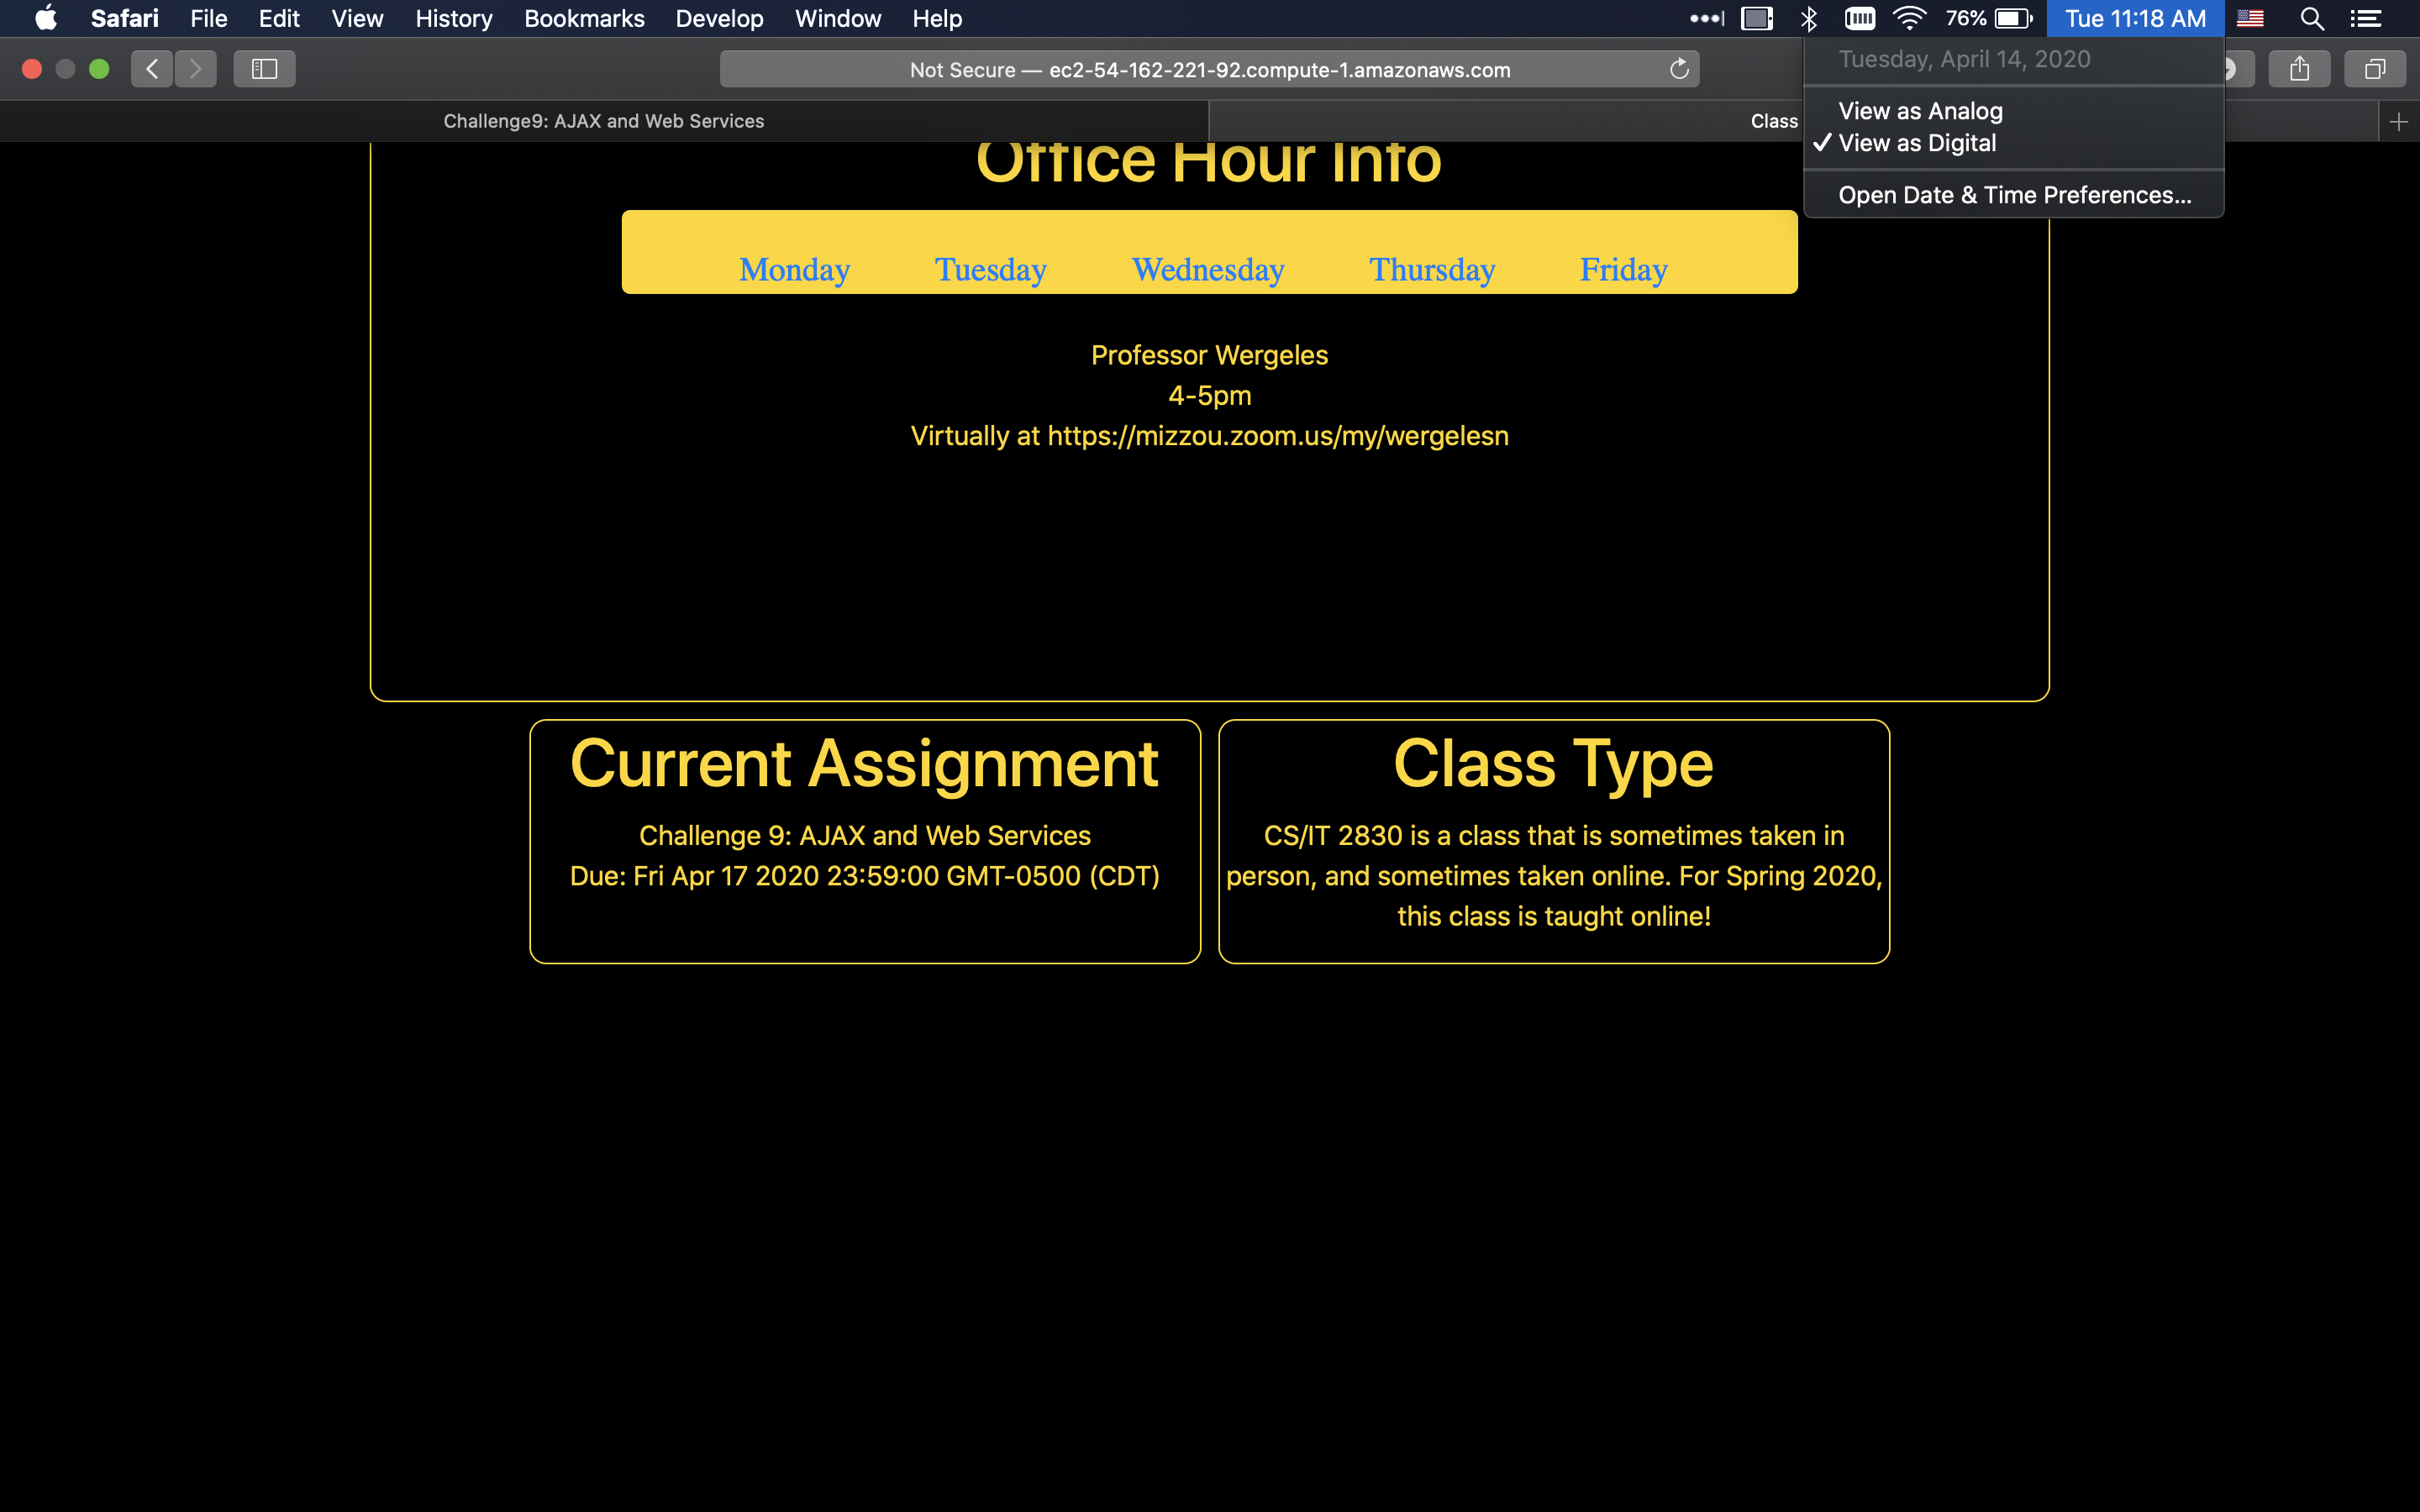 Safari File Edit View History Bookmarks Develop Window Help 76% Tue 11:18 AM
Not Secure — ec2-54-162-221-92.compute-1.amazonaws.com
Tuesday, April 14, 2020
View as Analog
✓ View as Digital
Open Date & Time Preferences...
Challenge9: AJAX and Web Services
Class
Office Hour Info
Monday Tuesday Wednesday Thursday Friday
Professor Wergeles
4-5pm
Virtually at https://mizzou.zoom.us/my/wergelesn
Current Assignment
Challenge 9: AJAX and Web Services
Due: Fri Apr 17 2020 23:59:00 GMT-0500 (CDT)
Class Type
CS/IT 2830 is a class that is sometimes taken in
person, and sometimes taken online. For Spring 2020,
this class is taught online!